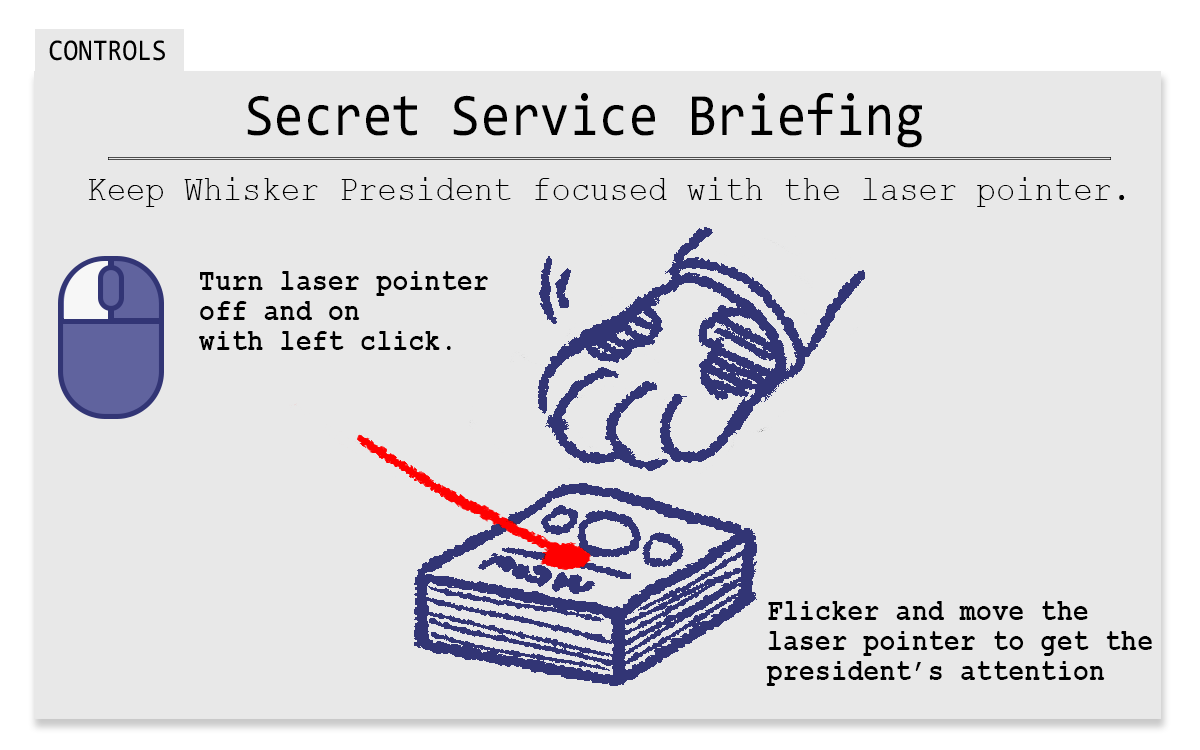 CONTROLS
Secret Service Briefing
Keep Whisker President focused with the laser pointer.
Turn laser pointer
off and on
with left click.
Flicker and move the
laser pointer to get the
president’s attention